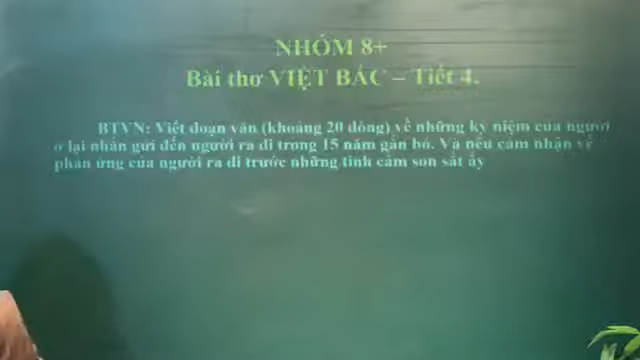 NHÓM 8+
Bài thơ VIỆT BẮC – Tiết 4.
BTVN: Viết đoạn văn (khoảng 20 dòng) về những kỷ niệm của người
ở lại nhắn gửi đến người ra đi trong 15 năm gắn bó. Và nêu cảm nhận về
phản ứng của người ra đi trước những tình cảm son sắt ấy